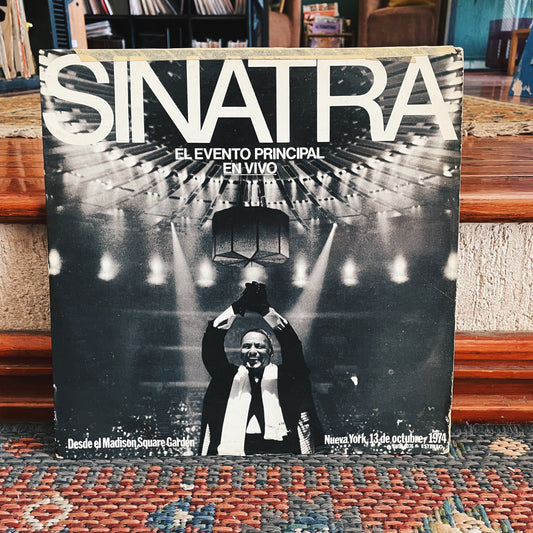 SINATRA
EL EVENTO PRINCIPAL
EN VIVO
Desde el Madison Square Garden
Nueva York, 13 de octubre, 1974